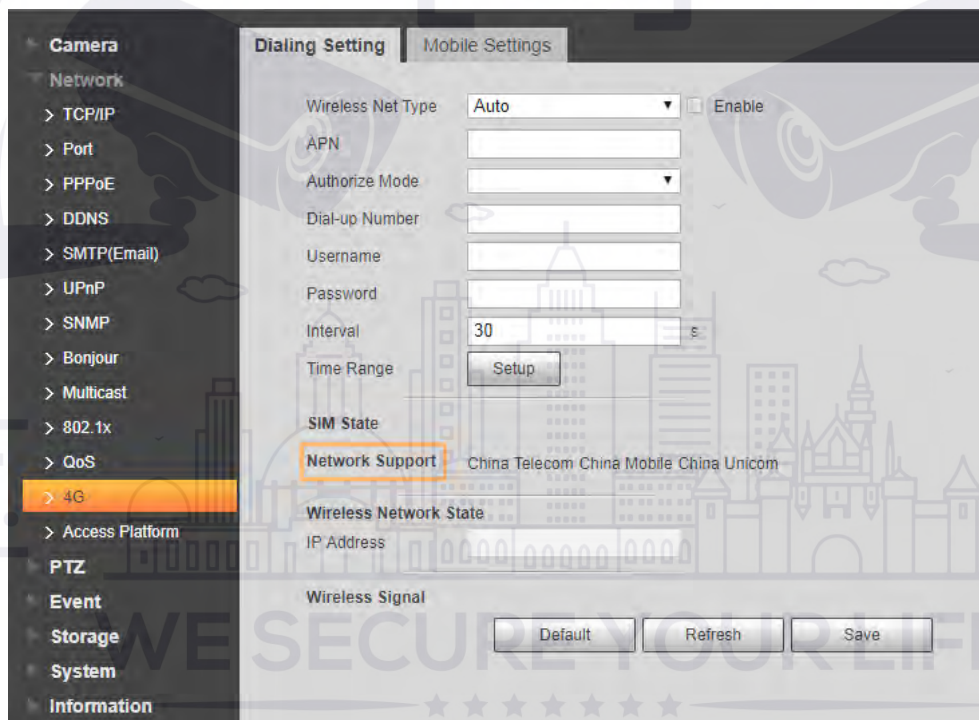 Camera
Network
> TCP/IP
> Port
> PPPoE
> DDNS
> SMTP(Email)
> UPnP
> SNMP
> Bonjour
> Multicast
> 802.1x
> QoS
> 4G
> Access Platform
PTZ
Event
Storage
System
Information
Dialing Setting Mobile Settings
Wireless Net Type Auto Enable
APN
Authorize Mode
Dial-up Number
Username
Password
Interval 30 s
Time Range Setup
SIM State
Network Support China Telecom China Mobile China Unicom
Wireless Network State
IP Address
Wireless Signal
Default Refresh Save
WE SECURE YOUR LIF